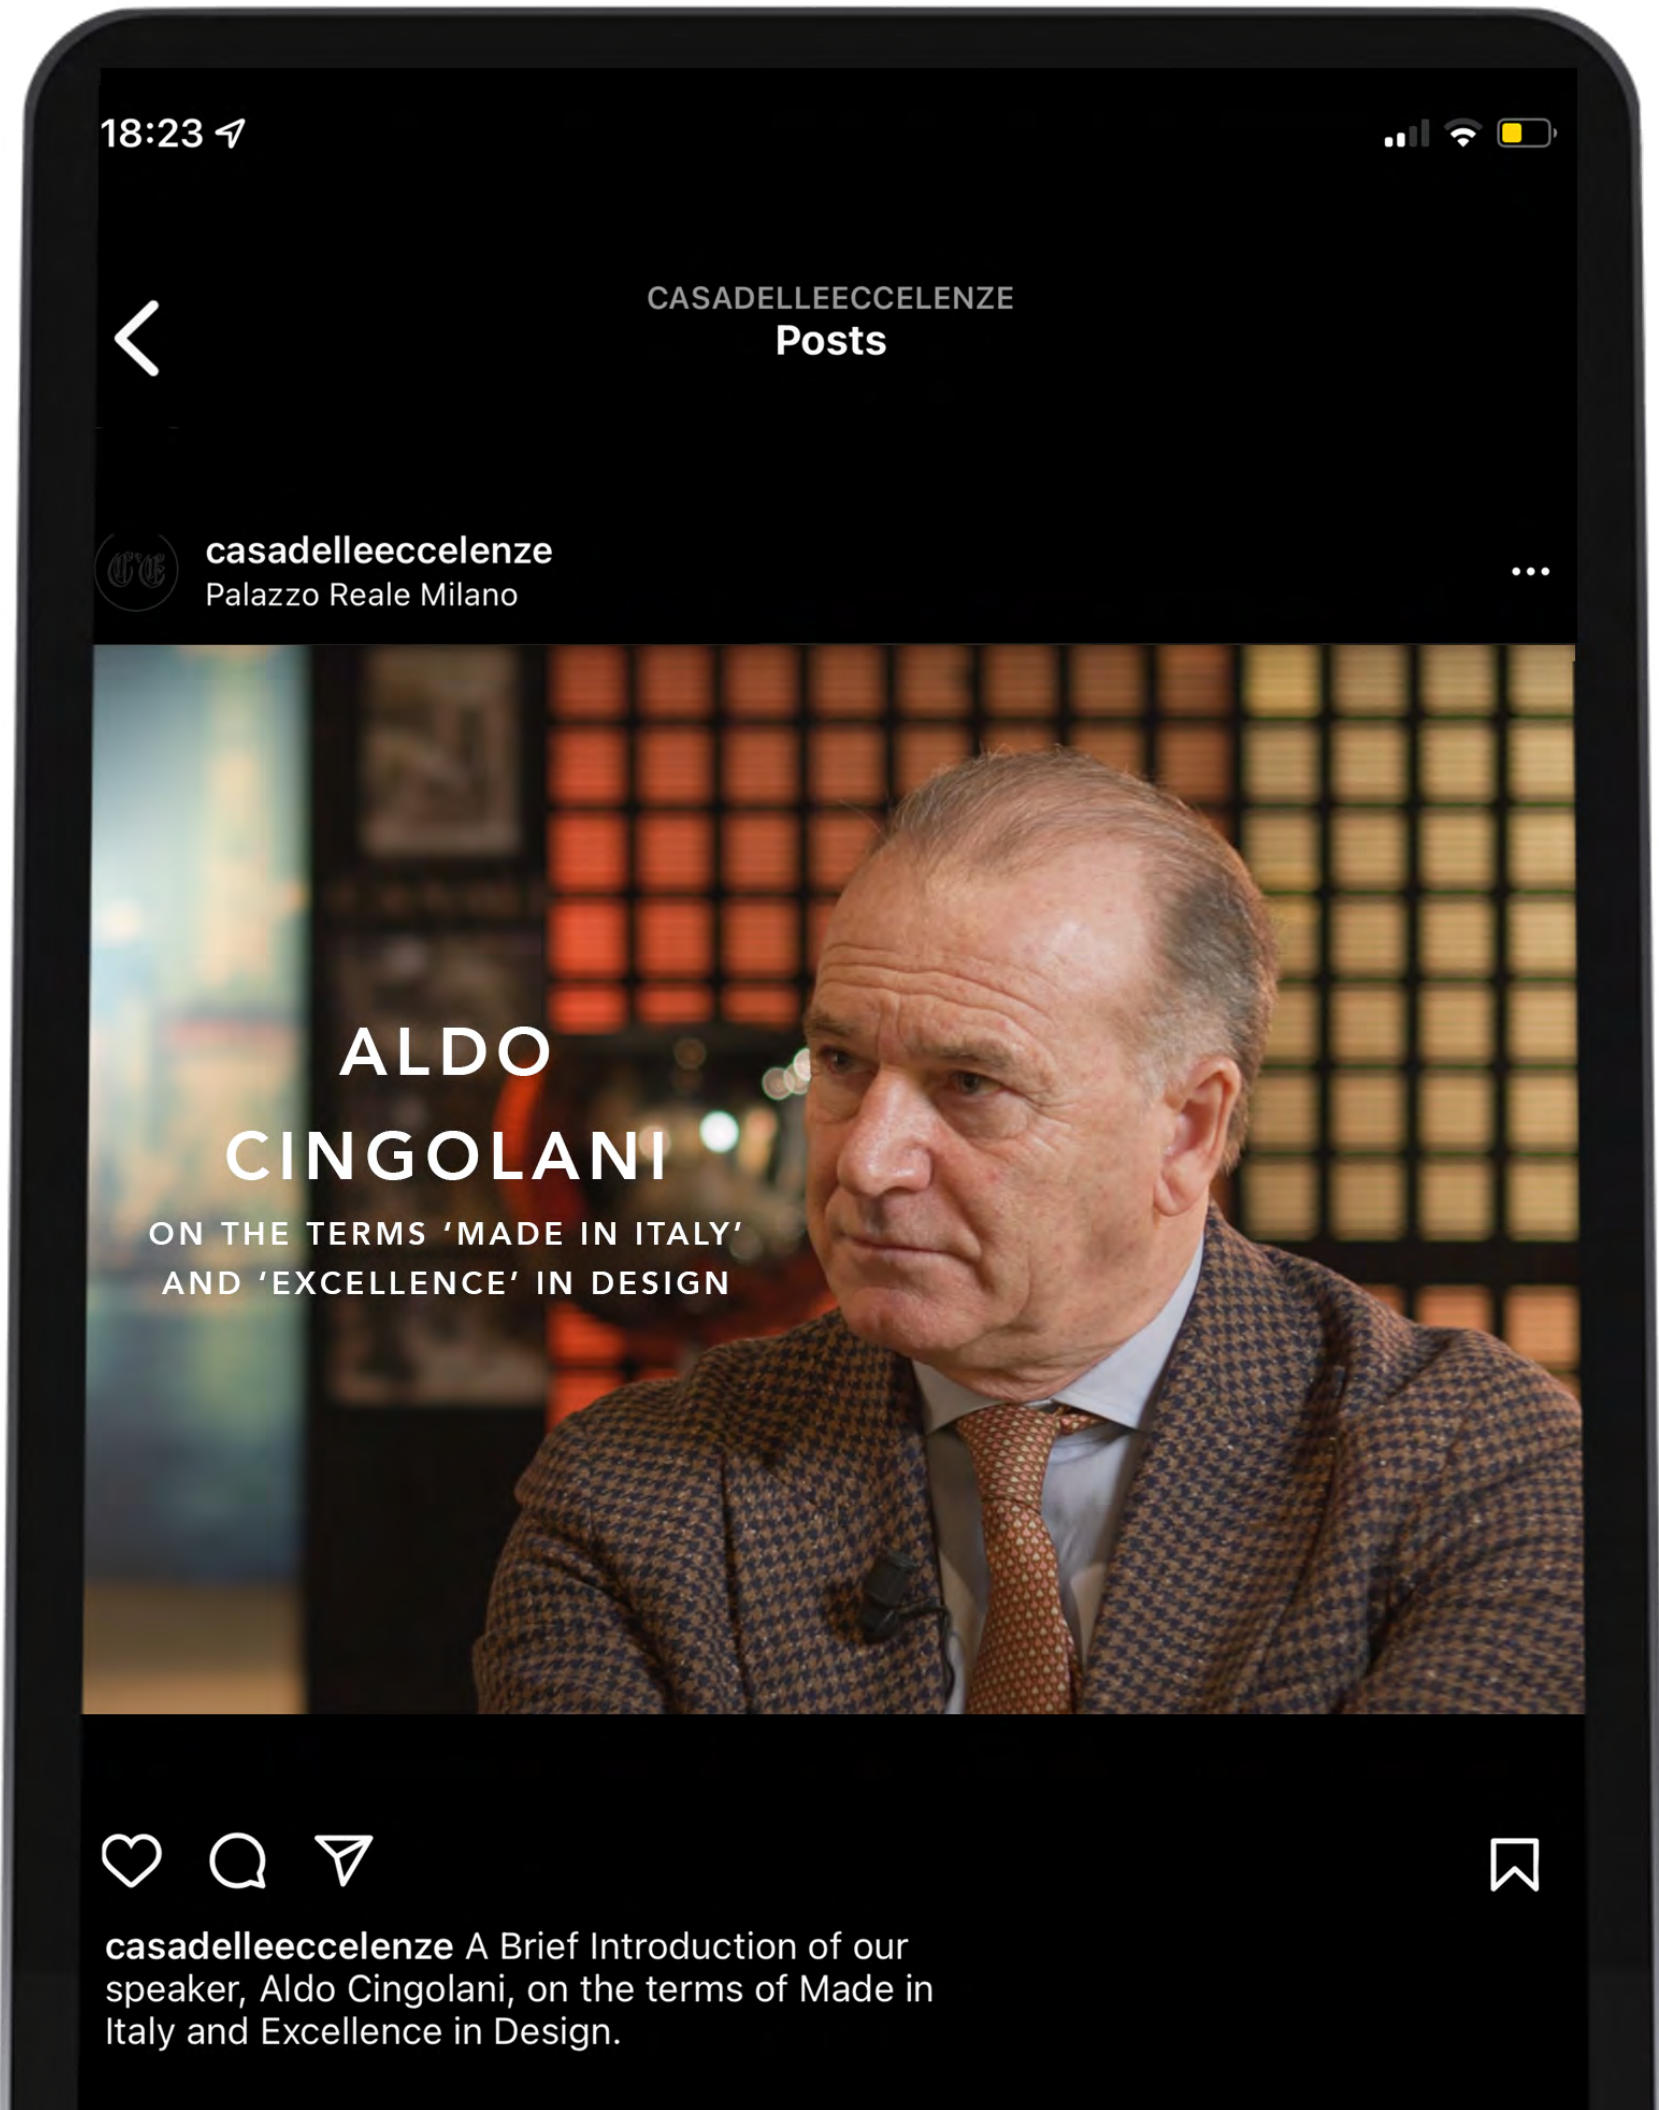 18:23
CASADELLEECCELENZE
Posts
casadelleeccelenze
Palazzo Reale Milano
ALDO
CINGOLANI
ON THE TERMS ‘MADE IN ITALY’
AND ‘EXCELLENCE’ IN DESIGN
casadelleeccelenze A Brief Introduction of our
speaker, Aldo Cingolani, on the terms of Made in
Italy and Excellence in Design.